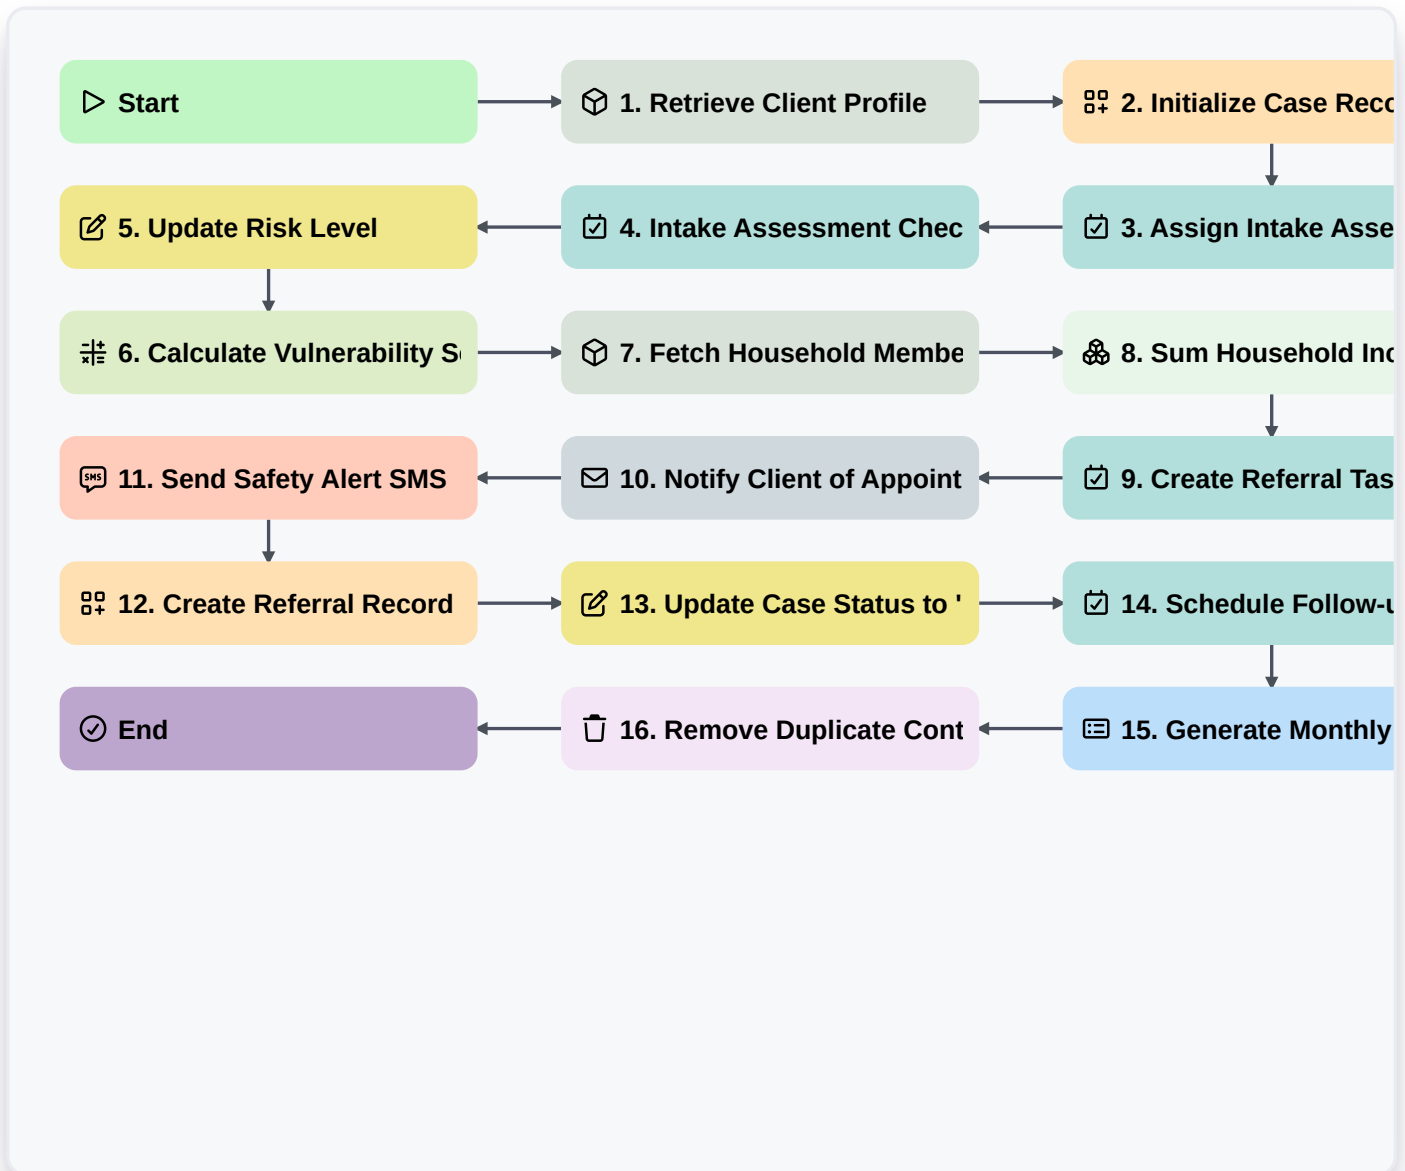 Start
1. Retrieve Client Profile
2. Initialize Case Reco
5. Update Risk Level
4. Intake Assessment Chec
3. Assign Intake Asse
6. Calculate Vulnerability S
7. Fetch Household Membe
8. Sum Household Inc
11. Send Safety Alert SMS
10. Notify Client of Appoint
9. Create Referral Tas
12. Create Referral Record
13. Update Case Status to '
14. Schedule Follow-u
End
16. Remove Duplicate Cont
15. Generate Monthly